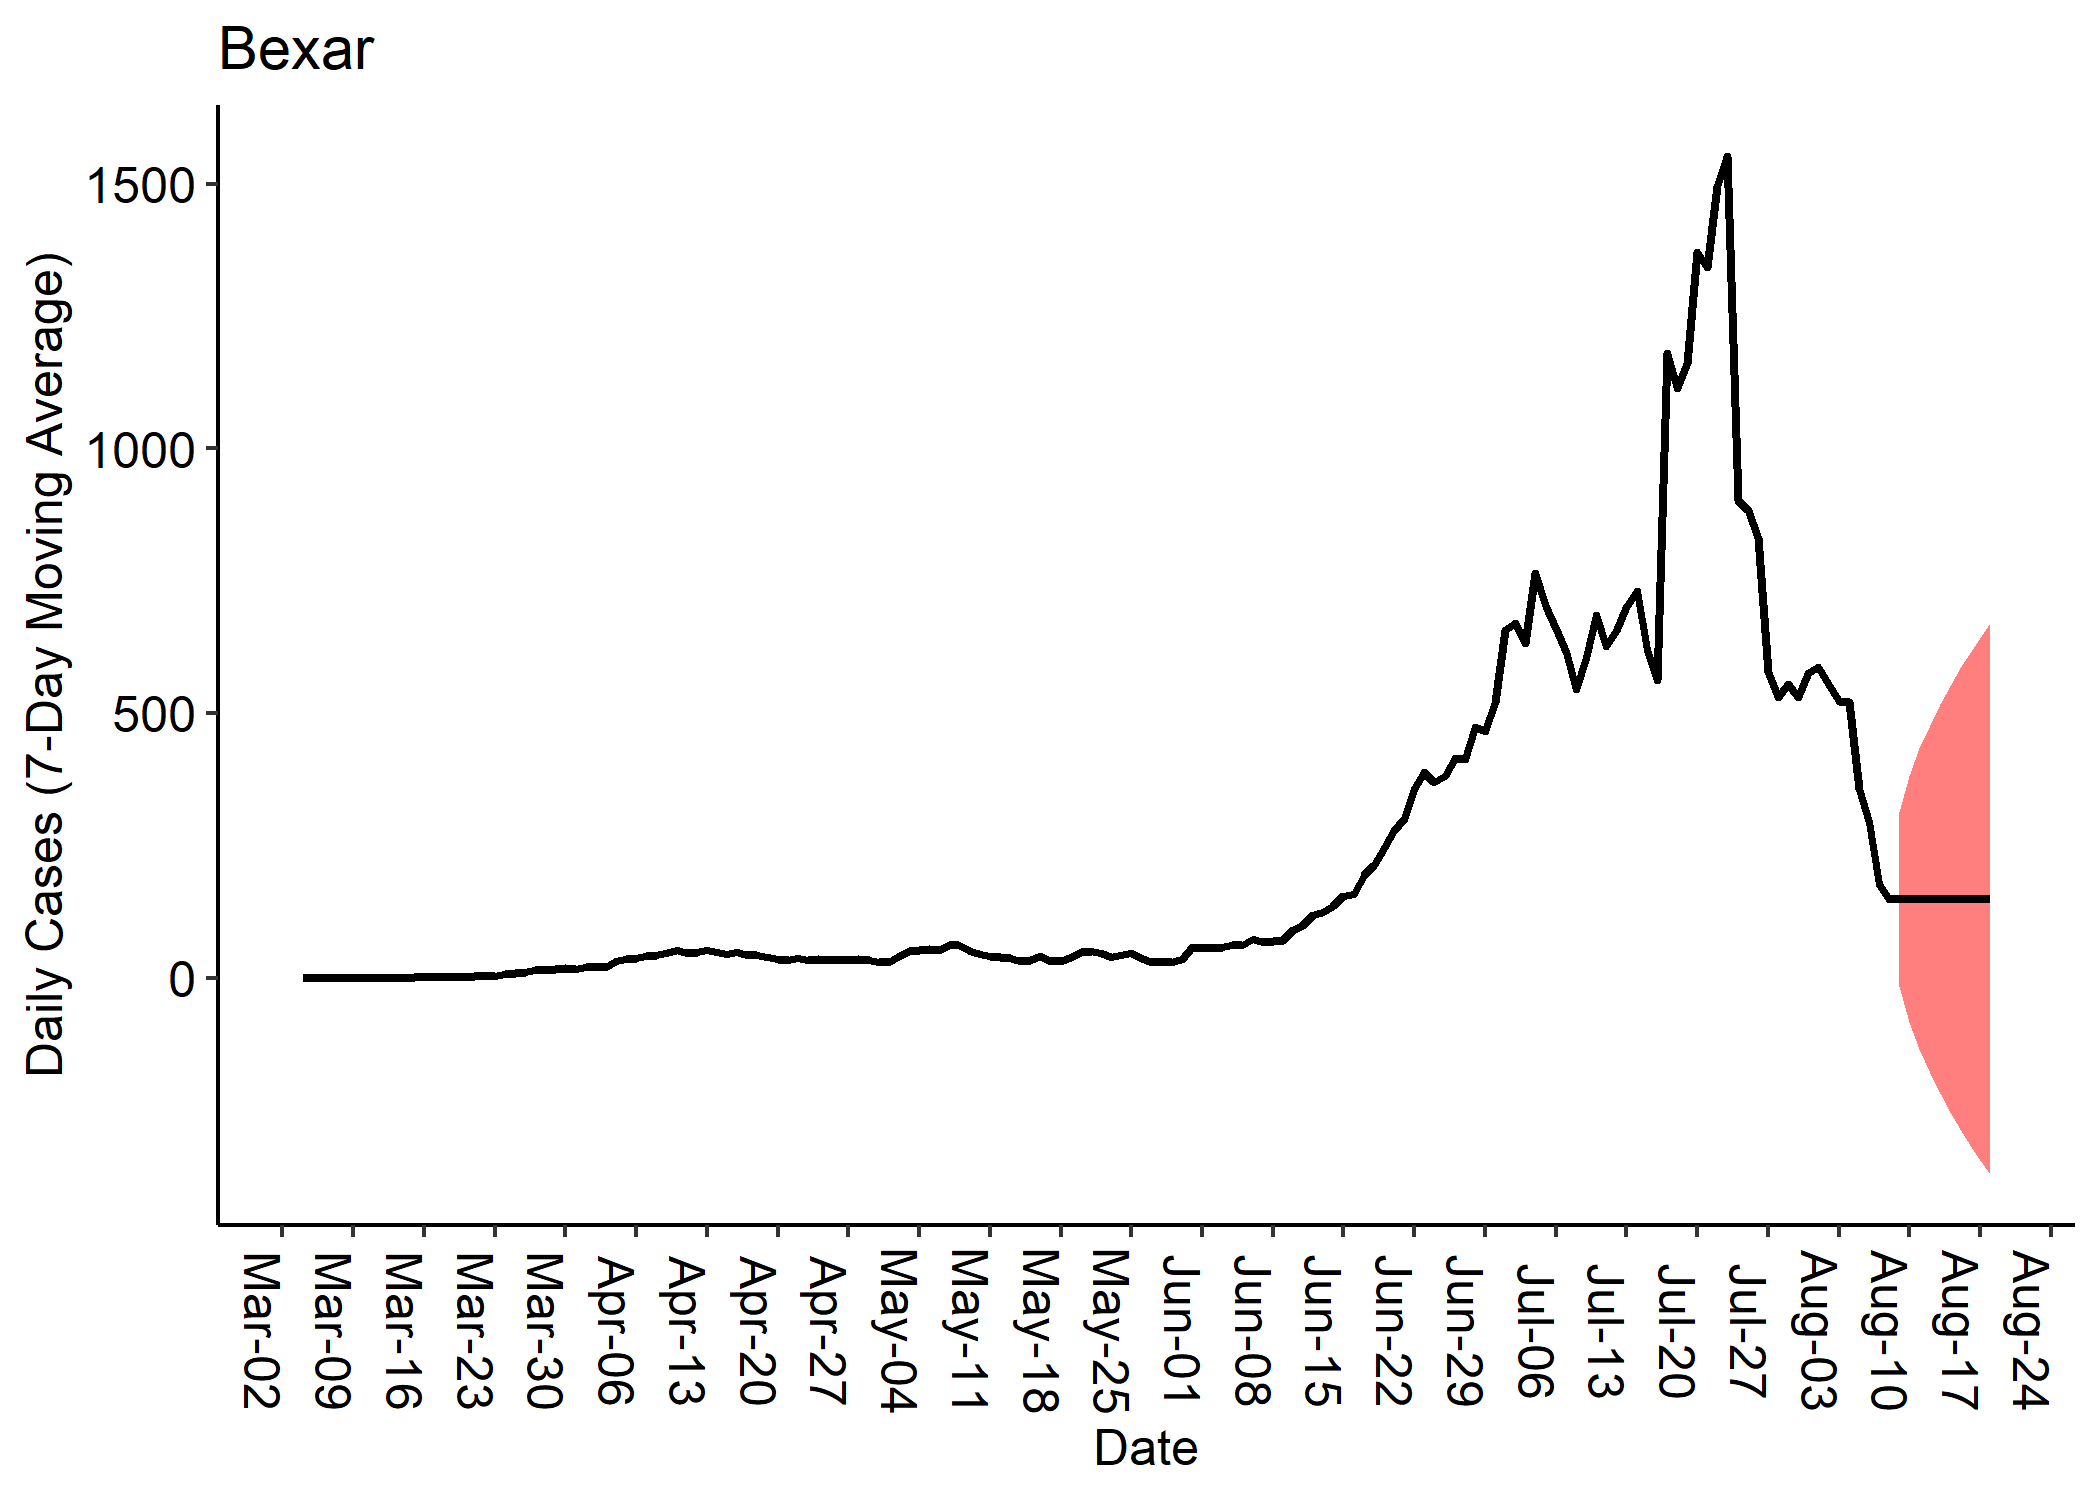 Bexar
Daily Cases (7-Day Moving Average)
1500
1000
500
0
Mar-02
Mar-09
Mar-16
Mar-23
Mar-30
Apr-06
Apr-13
Apr-20
Apr-27
May-04
May-11
May-18
May-25
Jun-01
Jun-08
Jun-15
Jun-22
Jun-29
Jul-06
Jul-13
Jul-20
Jul-27
Aug-03
Aug-10
Aug-17
Aug-24
Date